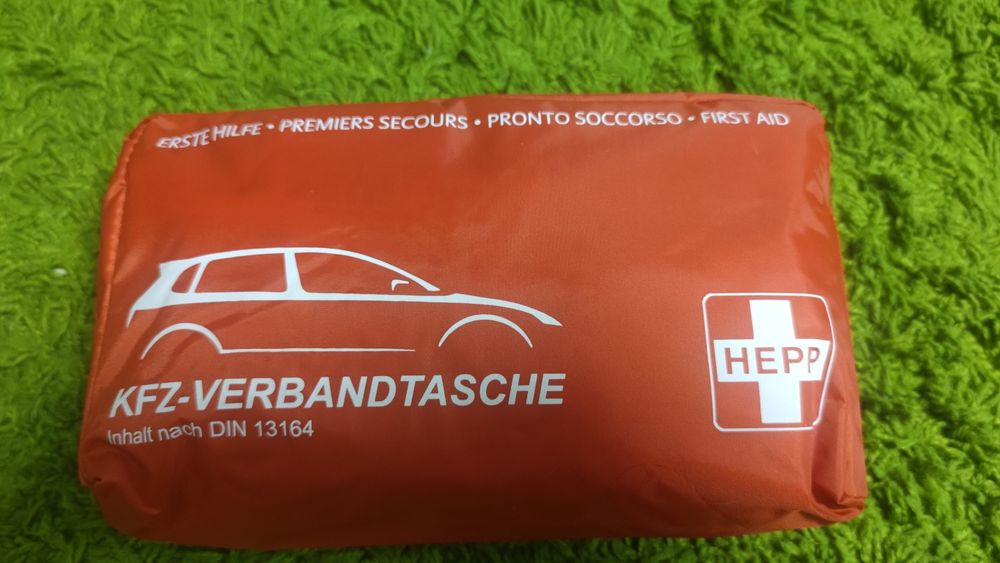 ERSTE HILFE • PREMIERS SECOURS • PRONTO SOCCORSO • FIRST AID
HEPP
KFZ-VERBANDTASCHE
Inhalt nach DIN 13164